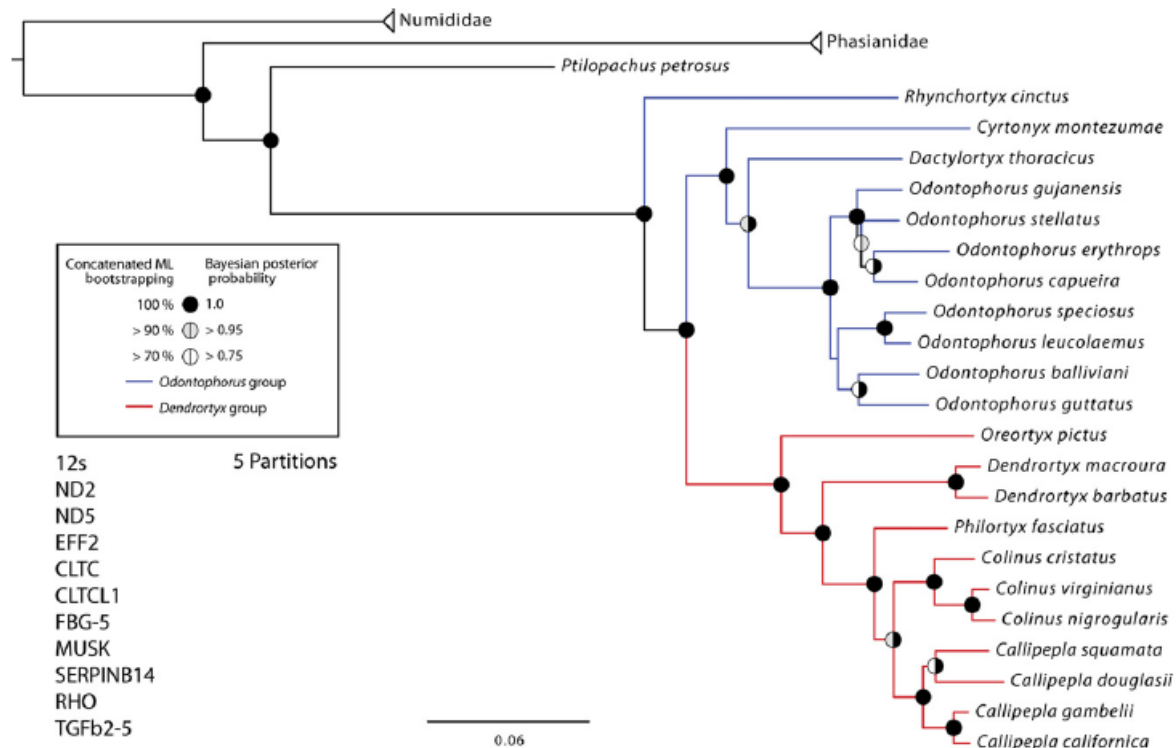 Numididae
Phasianidae
Ptilopachus petrosus
Rhynchortyx cinctus
Cyrtonyx montezumae
Dactylortyx thoracicus
Odontophorus gujanensis
Odontophorus stellatus
Odontophorus erythrops
Odontophorus capueira
Odontophorus speciosus
Odontophorus leucolaemus
Odontophorus balliviani
Odontophorus guttatus
Oreortyx pictus
Dendrortyx macroura
Dendrortyx barbatus
Philortyx fasciatus
Colinus cristatus
Colinus virginianus
Colinus nigrogularis
Callipepla squamata
Callipepla douglasii
Callipepla gambelii
Callipepla californica
Concatenated ML Bayesian posterior
bootstrapping probability
100 % 1.0
> 90 % > 0.95
> 70 % > 0.75
Odontophorus group
Dendrortyx group
12s 5 Partitions
ND2
ND5
EFF2
CLTC
CLTCL1
FBG-5
MUSK
SERPINB14
RHO
TGFb2-5
0.06